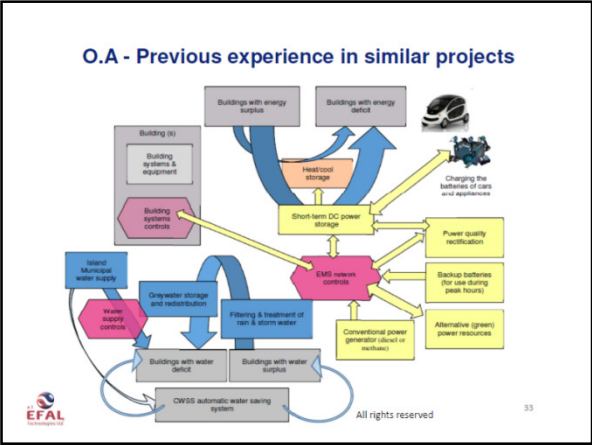 O.A - Previous experience in similar projects
Buildings with energy
surplus
Buildings with energy
deficit
Building (s)
Building
systems &
equipment
Heat/cool
storage
Charging the
batteries of cars
and appliances
Building
systems
controls
Short-term DC power
storage
Power quality
rectification
Island
Municipal
water supply
EMS network
controls
Backup batteries
(for use during
peak hours)
Greywater storage
and redistribution
Water
supply
controls
Filtering & treatment of
rain & storm water
Alternative (green)
power resources
Conventional power
generator (diesel or
methane)
Buildings with water
deficit
Buildings with water
surplus
CWSS automatic water saving
system
All rights reserved
33
EFAL
Technologies Ltd